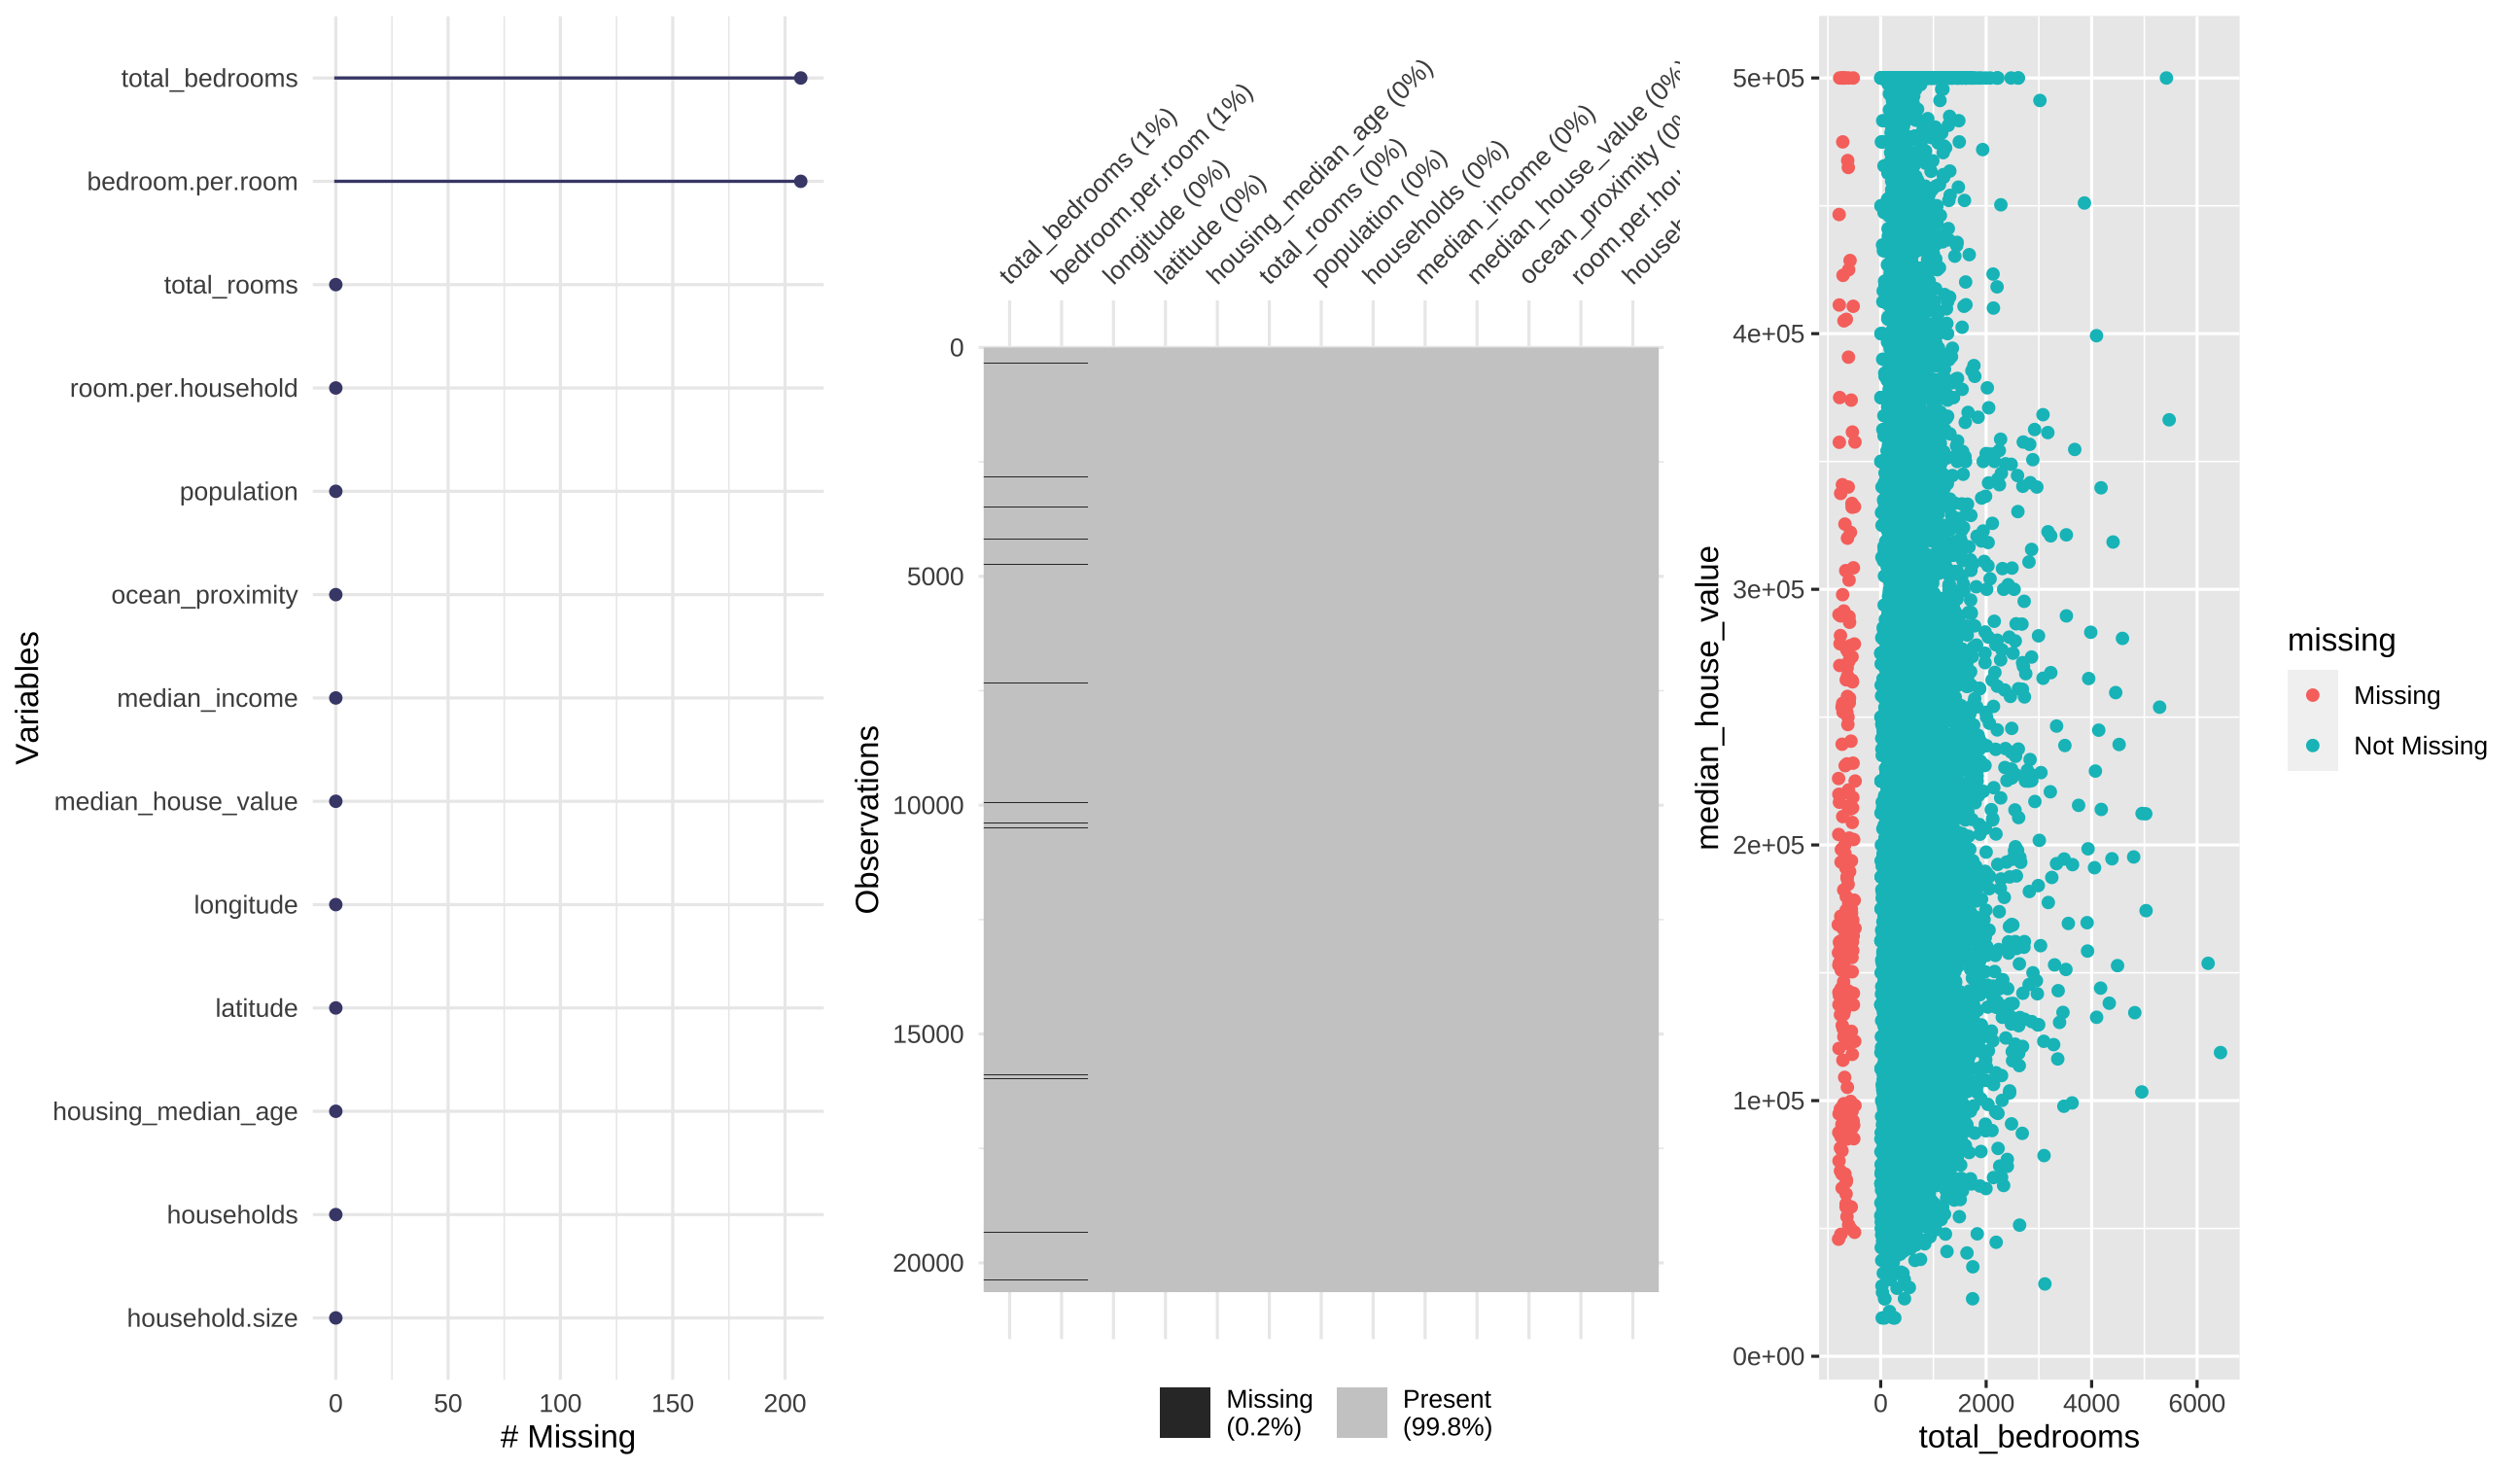 total_bedrooms
bedroom.per.room
total_rooms
room.per.household
population
ocean_proximity
median_income
median_house_value
longitude
latitude
housing_median_age
households
household.size
Variables
0
50
100
150
200
# Missing
total_bedrooms (1%)
bedroom.per.room (1%)
longitude (0%)
latitude (0%)
housing_median_age (0%)
total_rooms (0%)
population (0%)
households (0%)
median_income (0%)
median_house_value (0%)
ocean_proximity (0%
room.per.hou
househ
0
5000
10000
15000
20000
Observations
Missing
(0.2%)
Present
(99.8%)
5e+05
4e+05
3e+05
2e+05
1e+05
0e+00
median_house_value
0
2000
4000
6000
total_bedrooms
missing
Missing
Not Missing